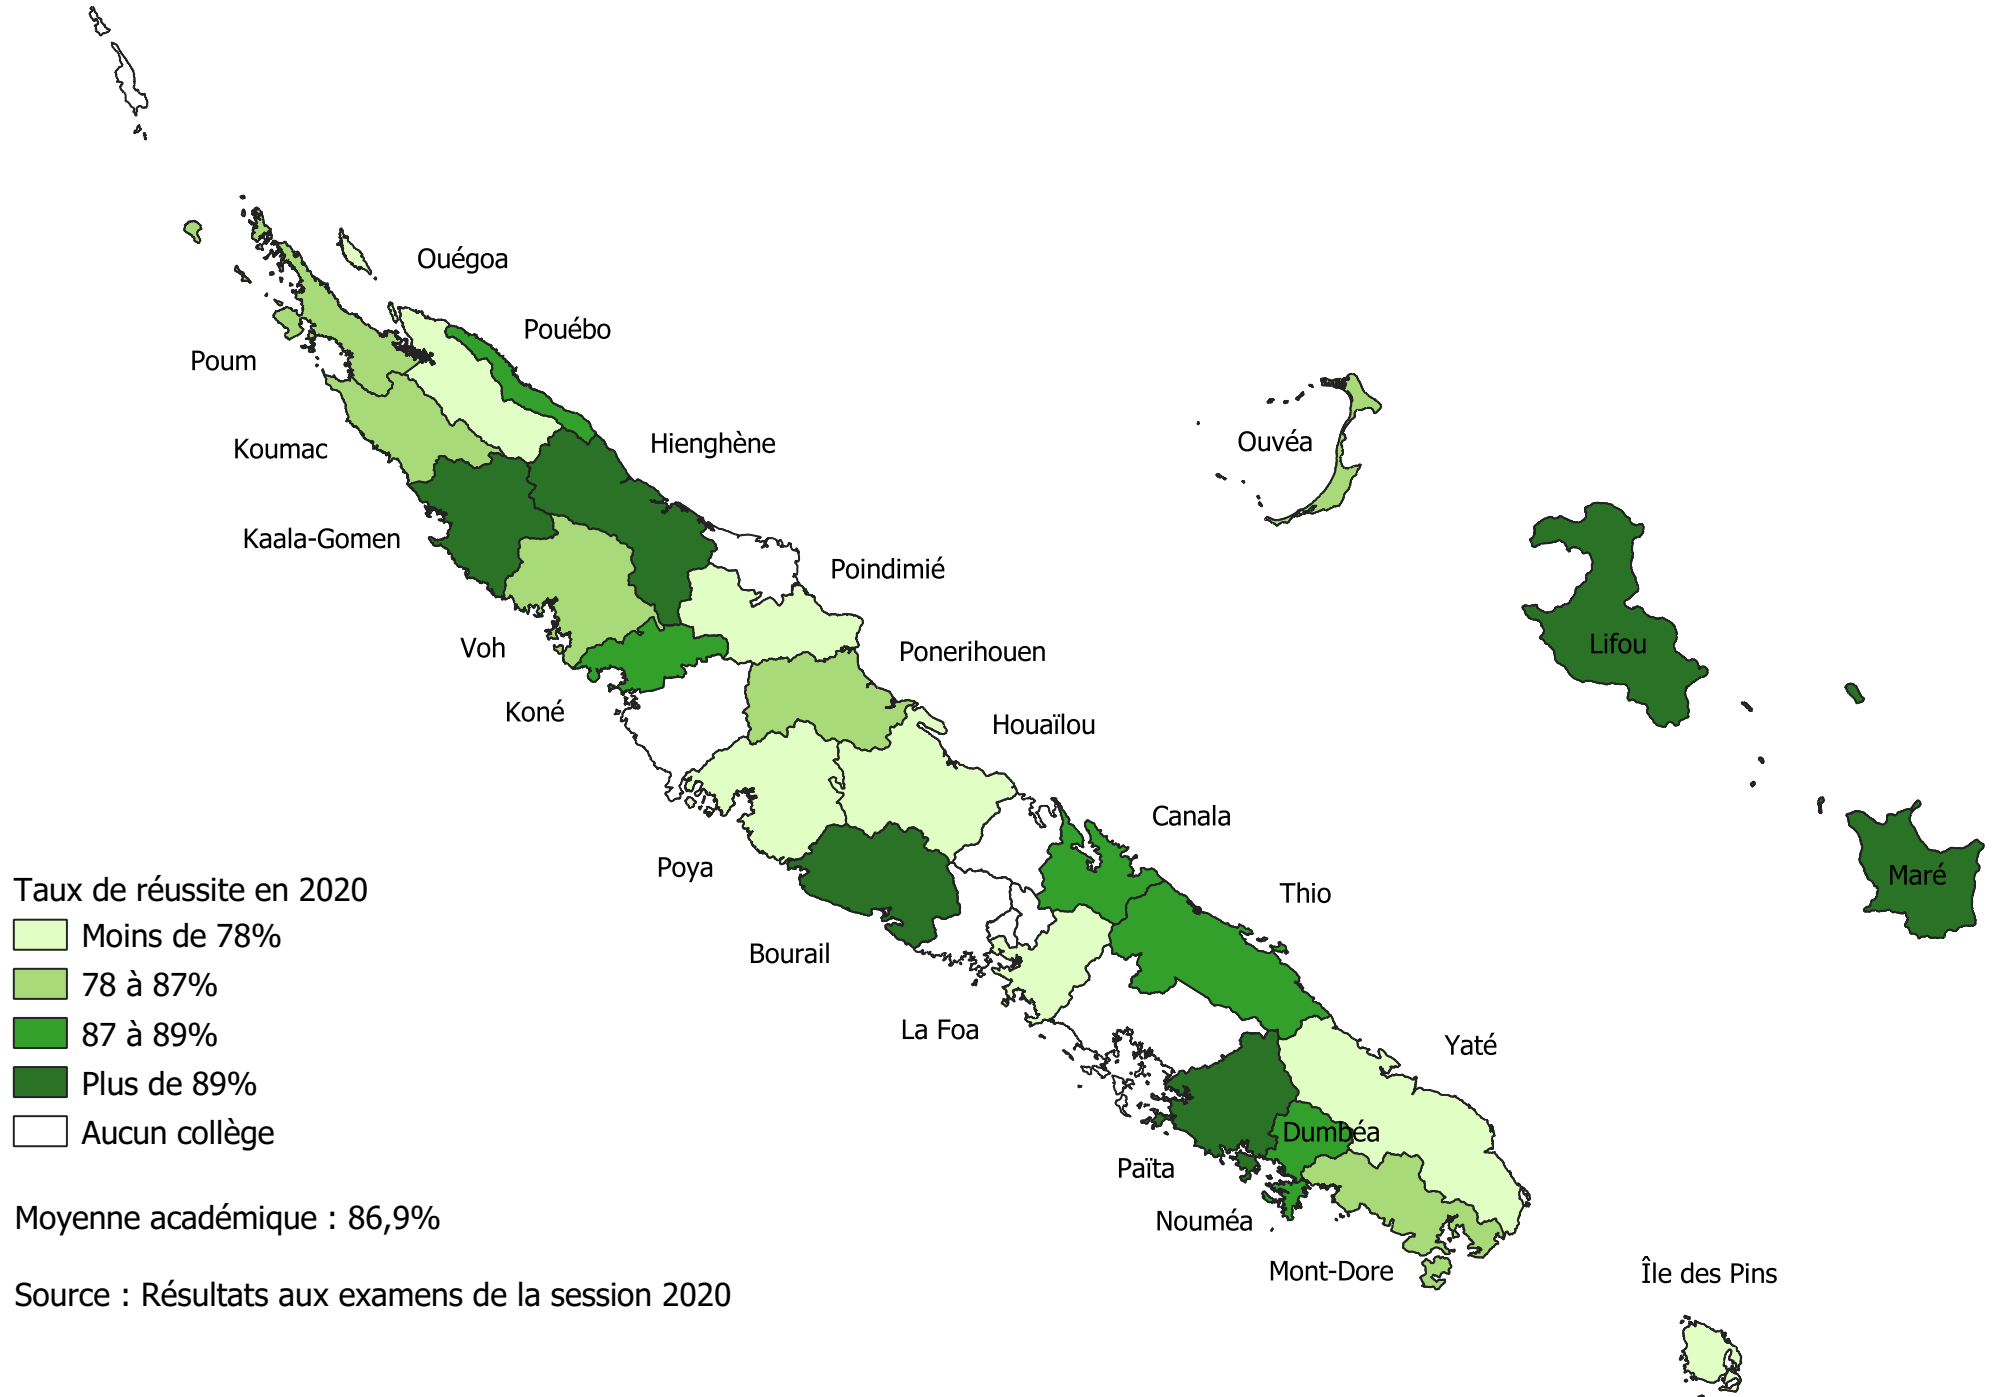 Ouégoa
Pouébo
Poum
Hienghène
Ouvéa
Koumac
Kaala-Gomen
Poindimié
Lifou
Voh
Ponerihouen
Koné
Houaïlou
Canala
Poya
Maré
Thio
Bourail
La Foa
Yaté
Dumbéa
Païta
Nouméa
Mont-Dore
Île des Pins
Taux de réussite en 2020
Moins de 78%
78 à 87%
87 à 89%
Plus de 89%
Aucun collège
Moyenne académique : 86,9%
Source : Résultats aux examens de la session 2020